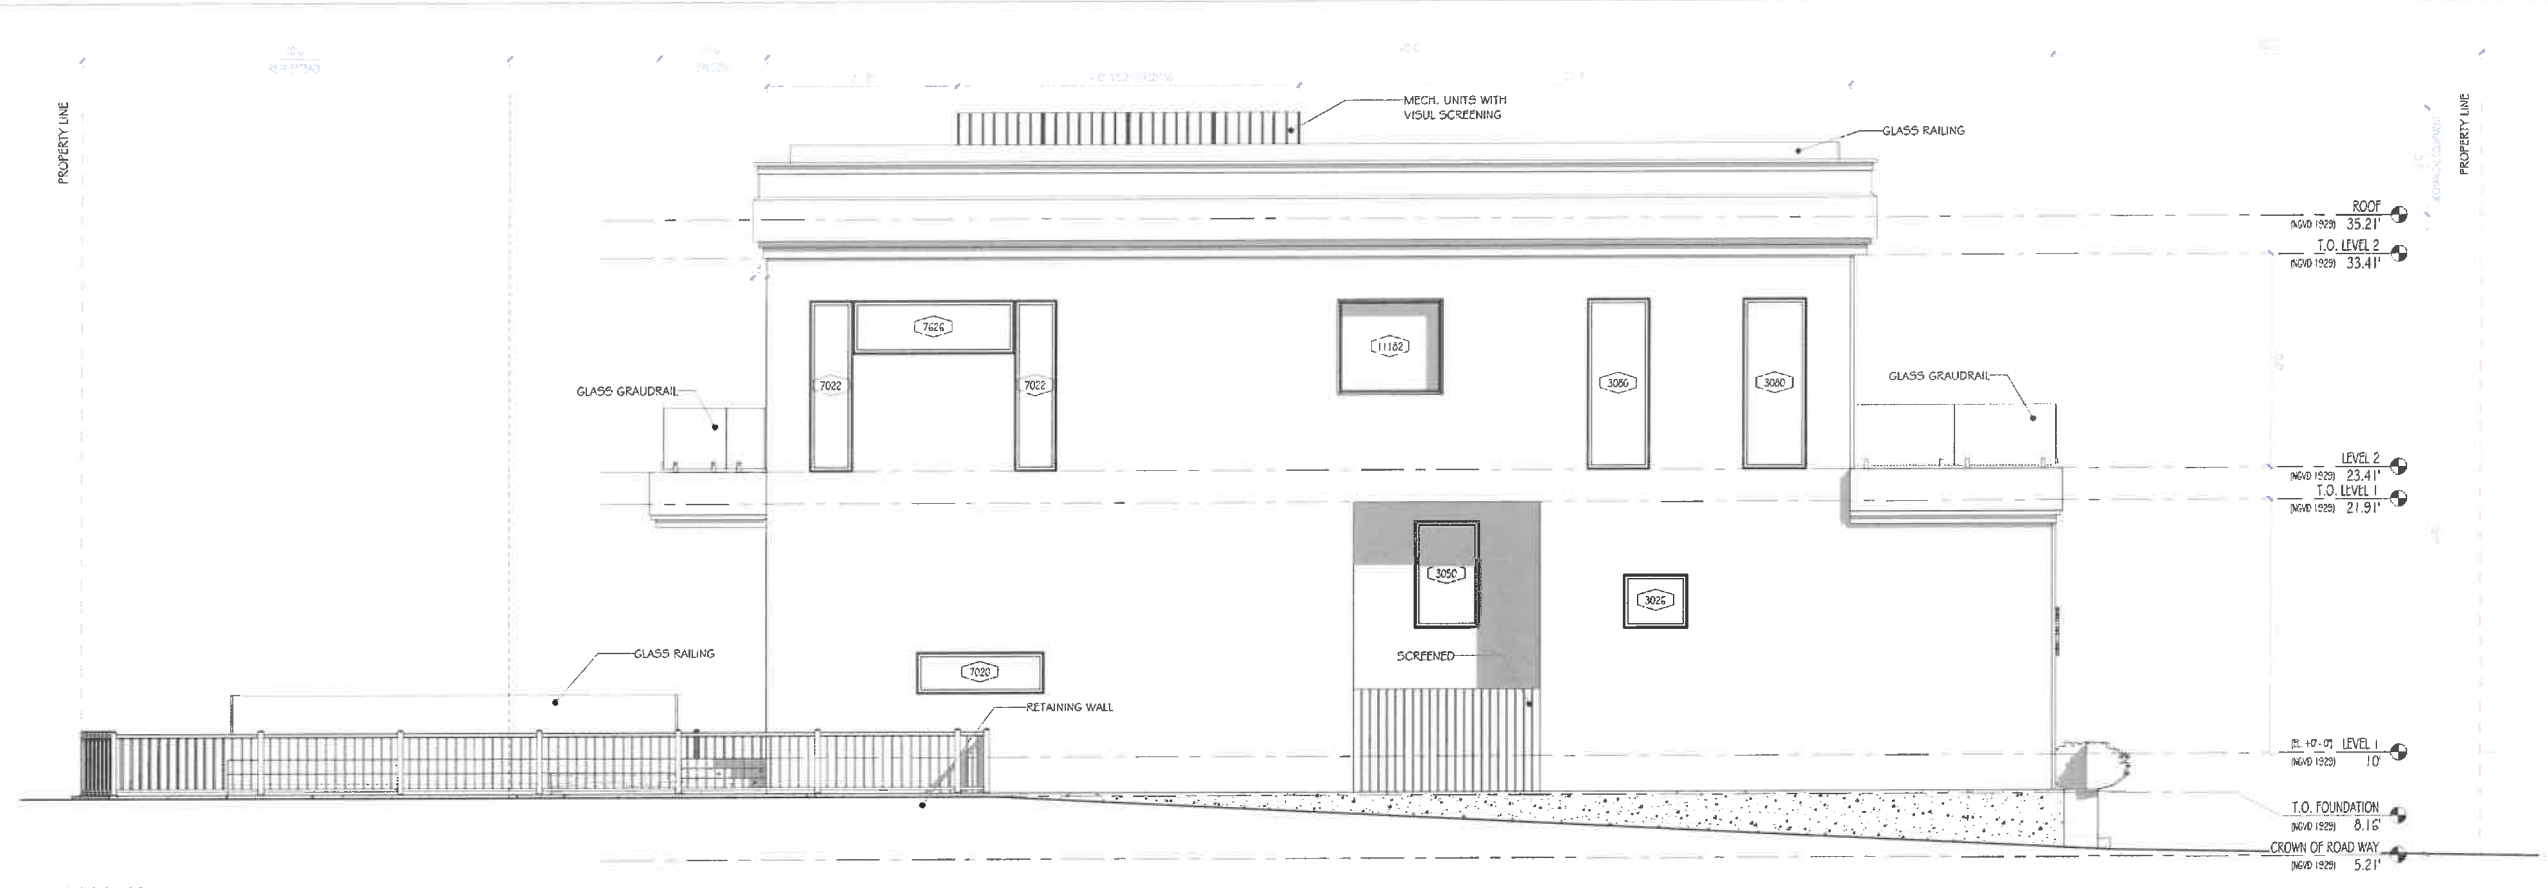 PROPERTY LINE
MECH. UNITS WITH
VISUL SCREENING
GLASS RAILING
PROPERTY LINE
ROOF
(NGVD 1929) 35.21'
T.O. LEVEL 2
(NGVD 1929) 33.41'
7626
11182
7022
7022
3080
3080
GLASS GRAUDRAIL
GLASS GRAUDRAIL
LEVEL 2
(NGVD 1929) 23.41'
T.O. LEVEL 1
(NGVD 1929) 21.91'
3050
3026
GLASS RAILING
SCREENED
7020
RETAINING WALL
(EL. +0'-0") LEVEL 1
(NGVD 1929) 10'
T.O. FOUNDATION
(NGVD 1929) 8.16'
CROWN OF ROAD WAY
(NGVD 1929) 5.21'